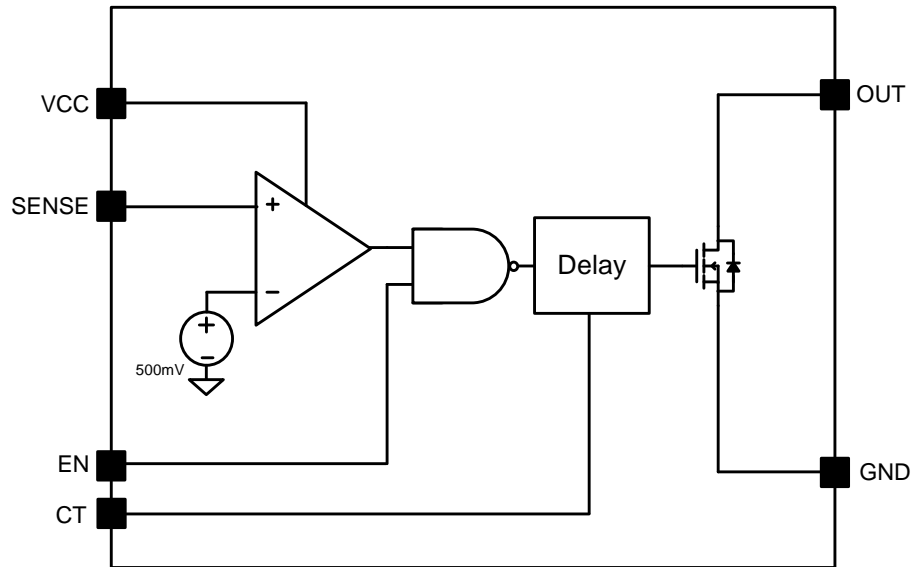 VCC
OUT
SENSE
+
Delay
−
+
−
500mV
EN
GND
CT